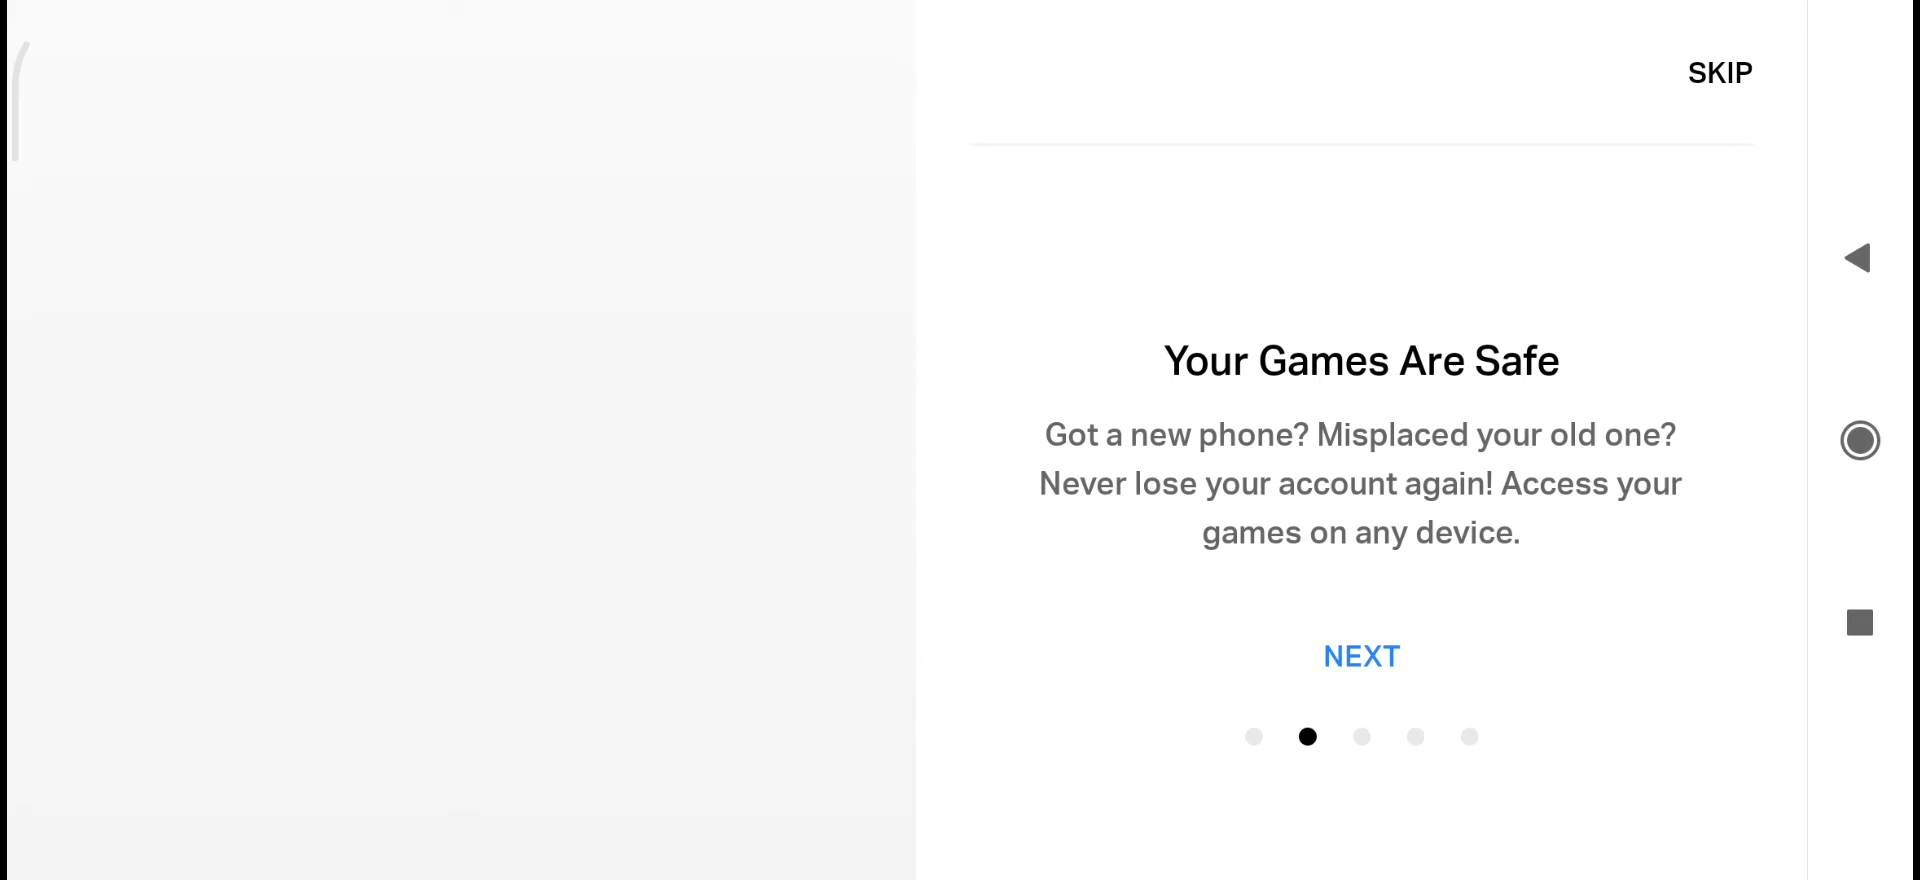 SKIP
Your Games Are Safe
Got a new phone? Misplaced your old one?
Never lose your account again! Access your
games on any device.
NEXT